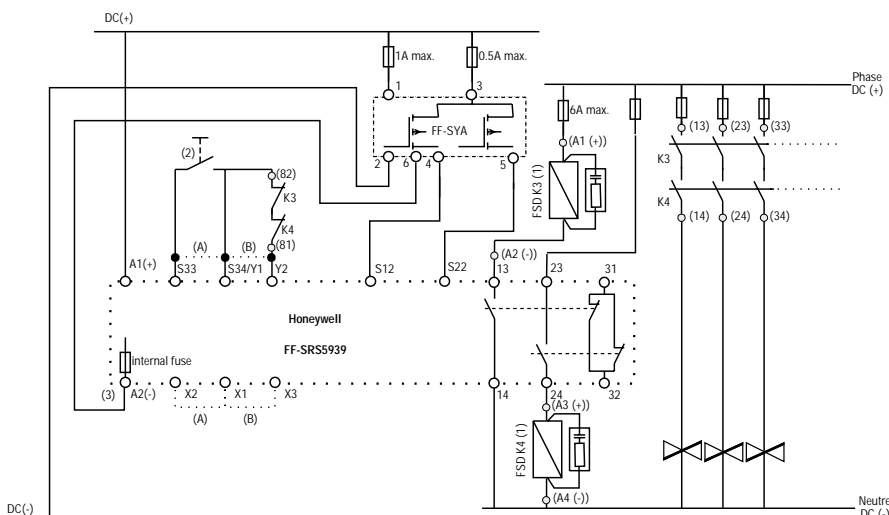 DC(+)
1A max.
0.5A max.
Phase
DC (+)
1
3
6A max.
(13)
(23)
(33)
FF-SYA
(A1 (+))
K3
(2)
2
6
4
5
(82)
K3
FSD K3 (1)
K4
K4
(14)
(24)
(34)
(A)
(B)
(81)
(A2 (-))
A1(+)
S33
S34/Y1
Y2
S12
S22
13
23
31
Honeywell
FF-SRS5939
internal fuse
(3)
A2(-)
X2
X1
X3
14
24
32
(A)
(B)
(A3 (+))
FSD K4 (1)
(A4 (-))
DC(-)
Neutre
DC (-)